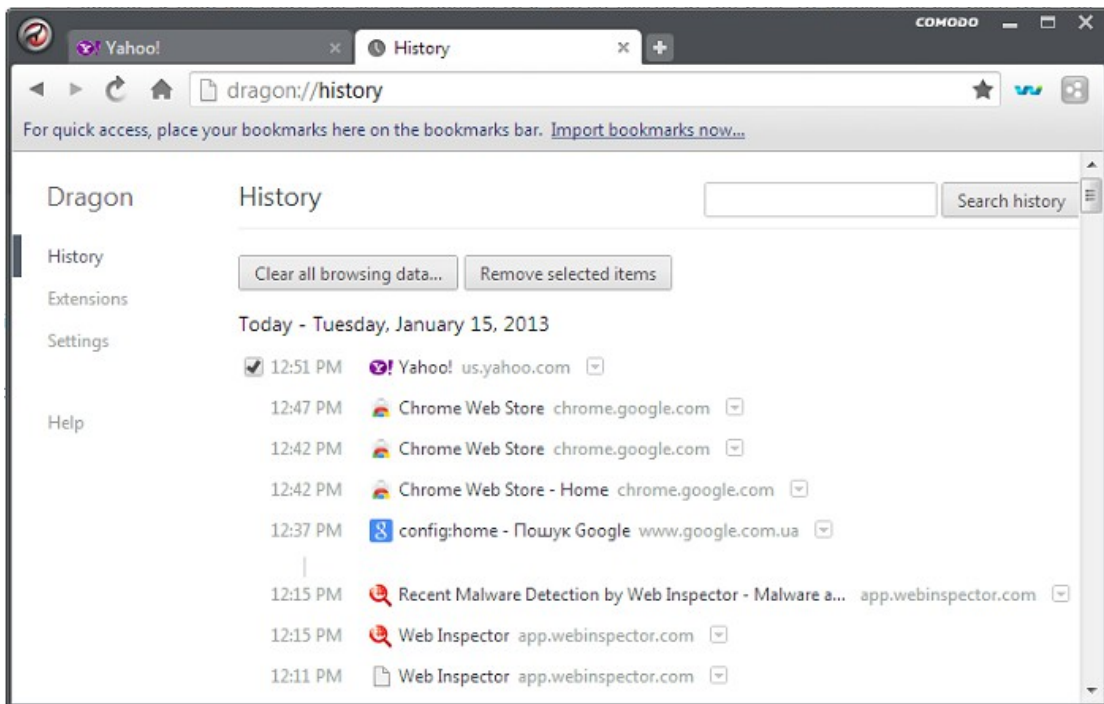 COMODO
Yahoo!
History
dragon://history
For quick access, place your bookmarks here on the bookmarks bar. Import bookmarks now...
Dragon
History
Search history
History
Extensions
Settings
Help
Clear all browsing data... Remove selected items
Today - Tuesday, January 15, 2013
12:51 PM Yahoo! us.yahoo.com
12:47 PM Chrome Web Store chrome.google.com
12:42 PM Chrome Web Store chrome.google.com
12:42 PM Chrome Web Store - Home chrome.google.com
12:37 PM config:home - Пошук Google www.google.com.ua
12:15 PM Recent Malware Detection by Web Inspector - Malware a... app.webinspector.com
12:15 PM Web Inspector app.webinspector.com
12:11 PM Web Inspector app.webinspector.com